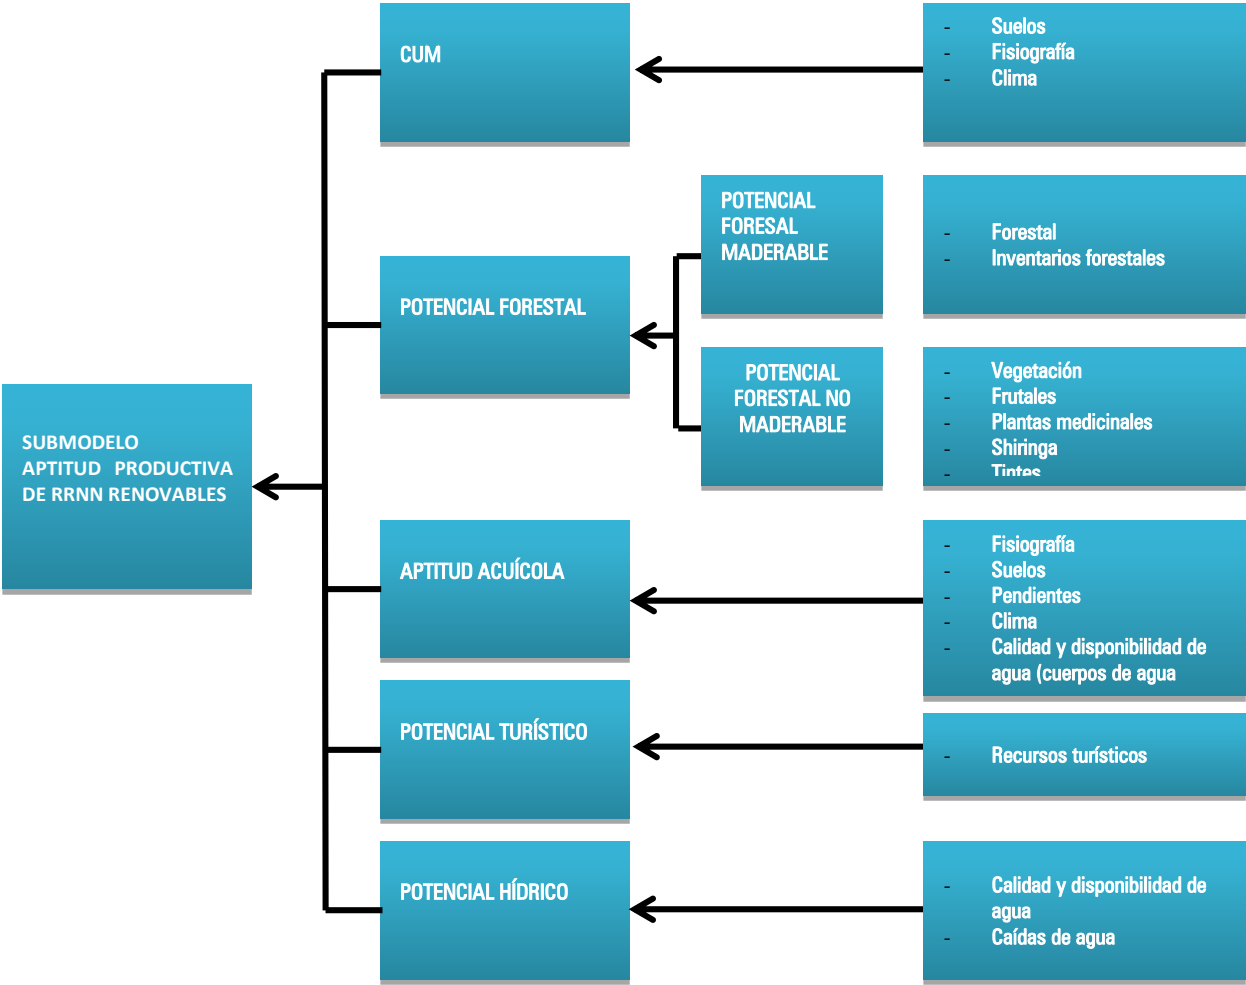 CUM
- Suelos
- Fisiografía
- Clima
POTENCIAL
FORESAL
MADERABLE
- Forestal
- Inventarios forestales
POTENCIAL FORESTAL
POTENCIAL
FORESTAL NO
MADERABLE
- Vegetación
- Frutales
- Plantas medicinales
- Shiringa
- Tintes
SUBMODELO
APTITUD PRODUCTIVA
DE RRNN RENOVABLES
APTITUD ACUÍCOLA
- Fisiografía
- Suelos
- Pendientes
- Clima
- Calidad y disponibilidad de
agua (cuerpos de agua
POTENCIAL TURÍSTICO
- Recursos turísticos
POTENCIAL HÍDRICO
- Calidad y disponibilidad de
agua
- Caídas de agua